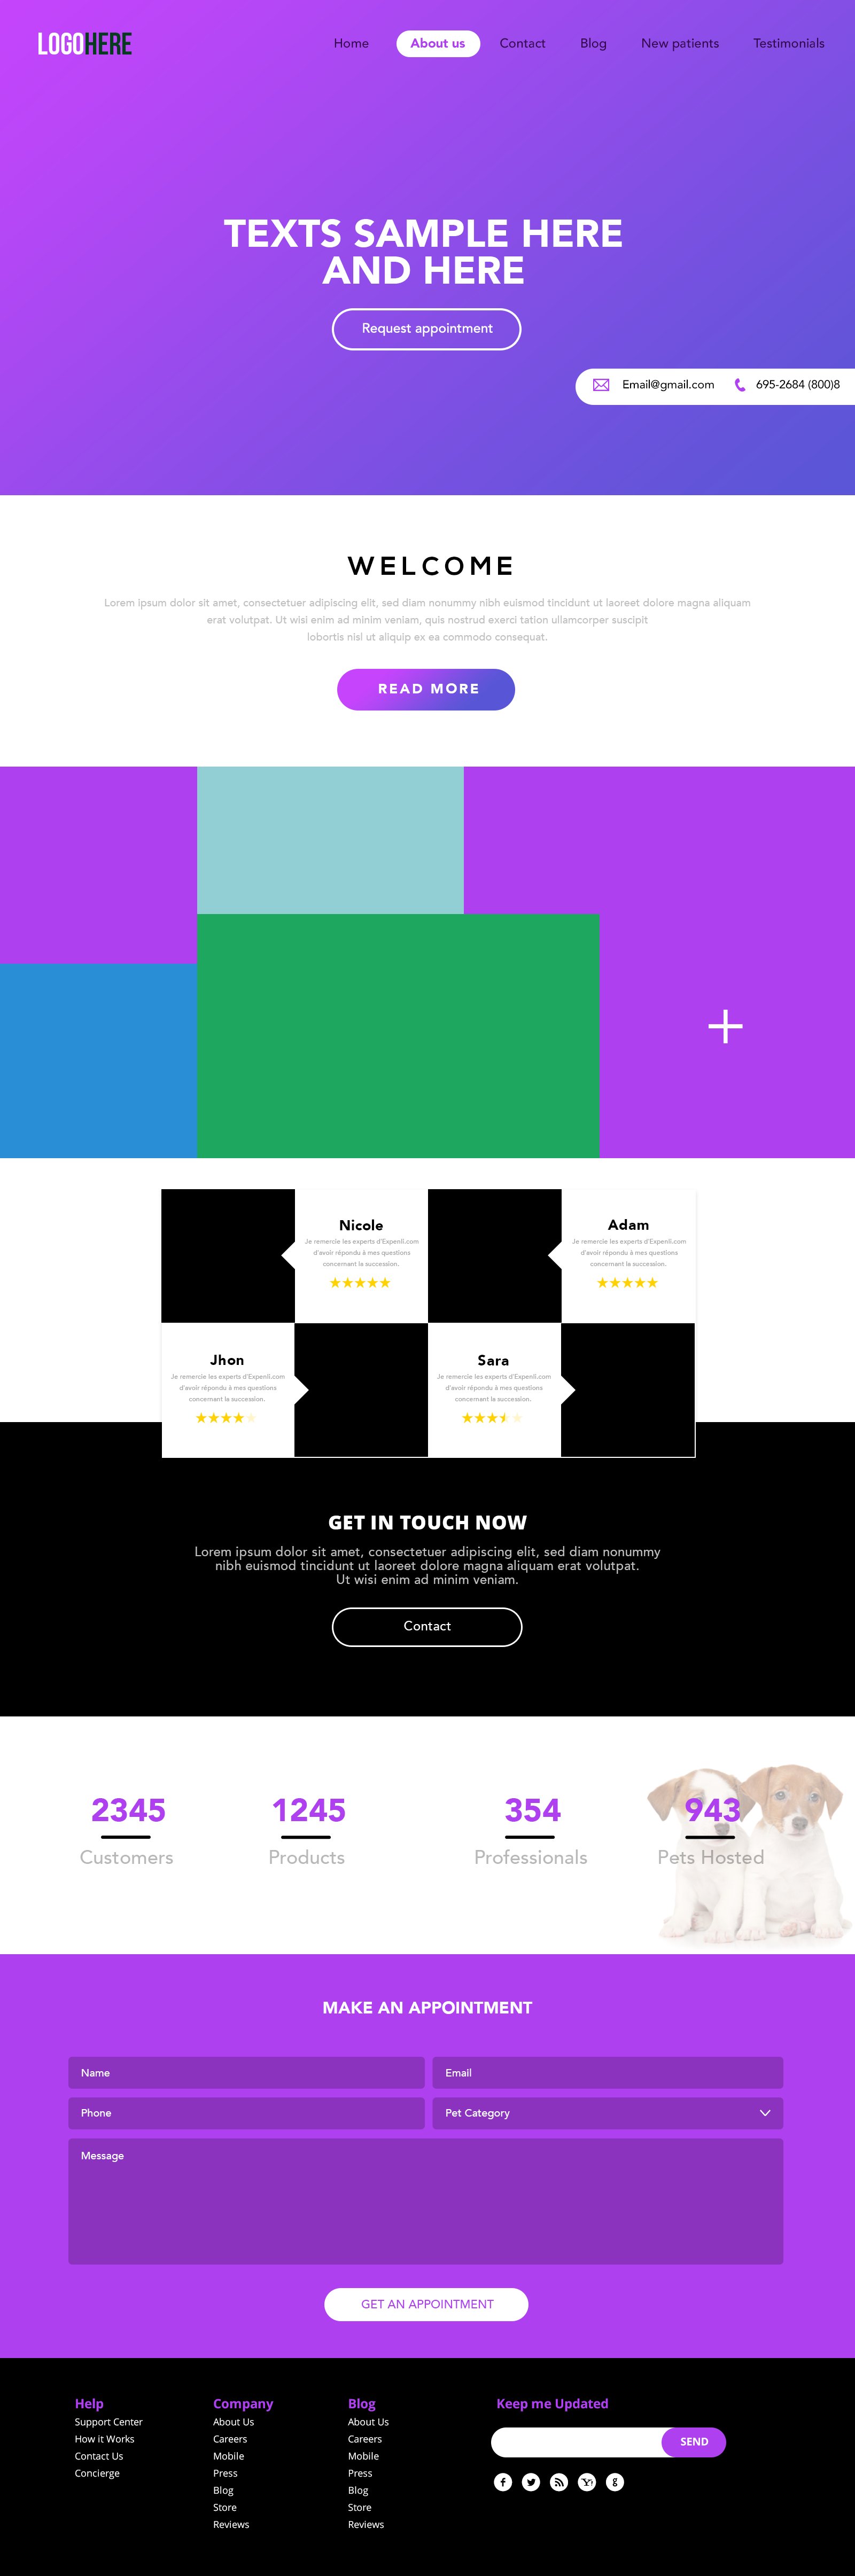 LOGOHERE
Home About us Contact Blog New patients Testimonials
TEXTS SAMPLE HERE
AND HERE
Request appointment
Email@gmail.com 695-2684 (800)8
WELCOME
Lorem ipsum dolor sit amet, consectetuer adipiscing elit, sed diam nonummy nibh euismod tincidunt ut laoreet dolore magna aliquam
erat volutpat. Ut wisi enim ad minim veniam, quis nostrud exerci tation ullamcorper suscipit
lobortis nisl ut aliquip ex ea commodo consequat.
READ MORE
Nicole
Je remercie les experts d'Expenli.com
d'avoir répondu à mes questions
concernant la succession.
Adam
Je remercie les experts d'Expenli.com
d'avoir répondu à mes questions
concernant la succession.
Jhon
Je remercie les experts d'Expenli.com
d'avoir répondu à mes questions
concernant la succession.
Sara
Je remercie les experts d'Expenli.com
d'avoir répondu à mes questions
concernant la succession.
GET IN TOUCH NOW
Lorem ipsum dolor sit amet, consectetuer adipiscing elit, sed diam nonummy
nibh euismod tincidunt ut laoreet dolore magna aliquam erat volutpat.
Ut wisi enim ad minim veniam.
Contact
2345
Customers
1245
Products
354
Professionals
943
Pets Hosted
MAKE AN APPOINTMENT
Name
Email
Phone
Pet Category
Message
GET AN APPOINTMENT
Help
Support Center
How it Works
Contact Us
Concierge
Company
About Us
Careers
Mobile
Press
Blog
Store
Reviews
Blog
About Us
Careers
Mobile
Press
Blog
Store
Reviews
Keep me Updated
SEND